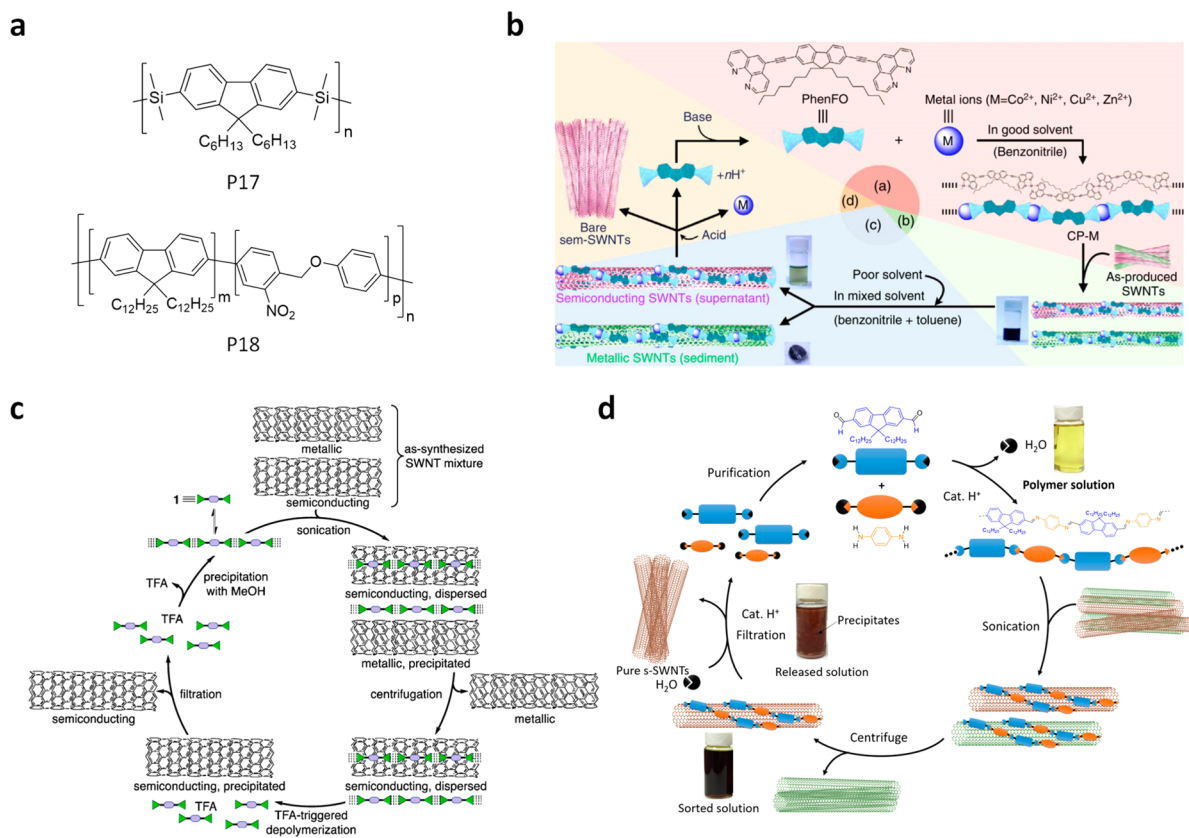 a
Si
Si
n
C6H13
C6H13
P17
C12H25
C12H25
m
O
NO2
p
n
P18
b
N
N
N
N
PhenFO
Metal ions (M=Co2+, Ni2+, Cu2+, Zn2+)
Base
+
M
In good solvent
(Benzonitrile)
+nH+
(a)
(d)
(b)
(c)
M
Bare
sem-SWNTs
Acid
CP-M
As-produced
SWNTs
Poor solvent
In mixed solvent
(benzonitrile + toluene)
Semiconducting SWNTs (supernatant)
Metallic SWNTs (sediment)
c
metallic
as-synthesized
SWNT mixture
semiconducting
1
sonication
TFA
precipitation
with MeOH
semiconducting, dispersed
TFA
metallic, precipitated
filtration
centrifugation
semiconducting
metallic
semiconducting, precipitated
semiconducting, dispersed
TFA
TFA-triggered
depolymerization
d
O
H
O
H
C12H25
C12H25
Purification
H2O
Polymer solution
+
Cat. H+
H
N
H
H
N
H
C12H25
C12H25
N
N
C12H25
C12H25
N
N
Cat. H+
Filtration
Precipitates
Sonication
Pure s-SWNTs
H2O
Released solution
Centrifuge
Sorted solution